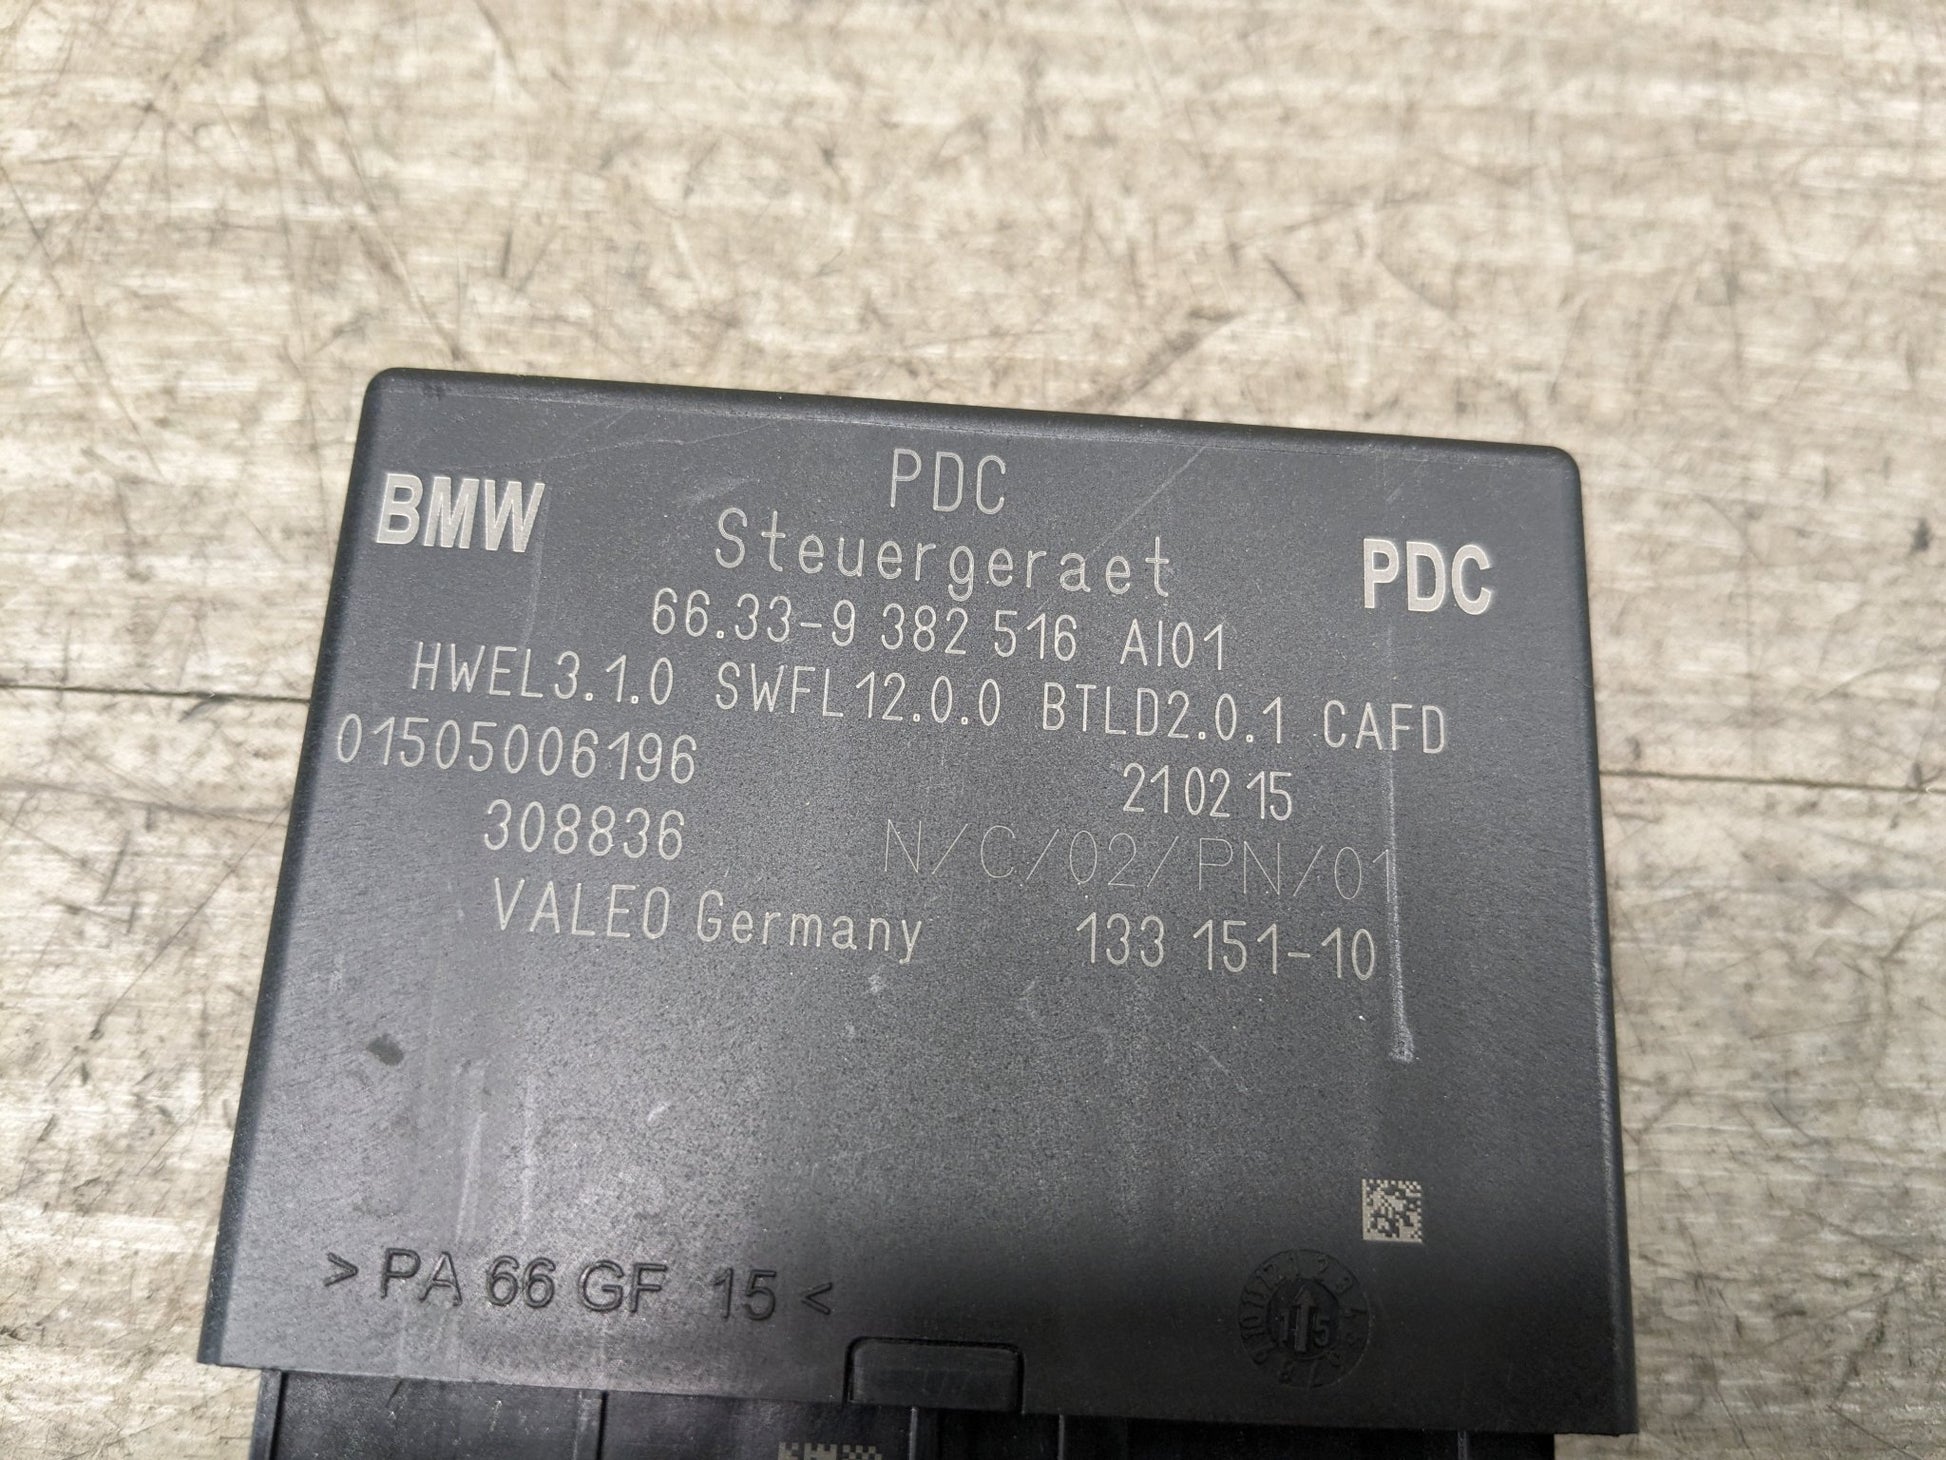 PDC
BMW
Steuergeraet
PDC
66.33-9 382 516 AI01
HWEL3.1.0 SWFL12.0.0 BTLD2.0.1 CAFD
01505006196
210215
308836
N/C/02/PN/01
VALEO Germany
133 151-10
>PA 66 GF 15<
15